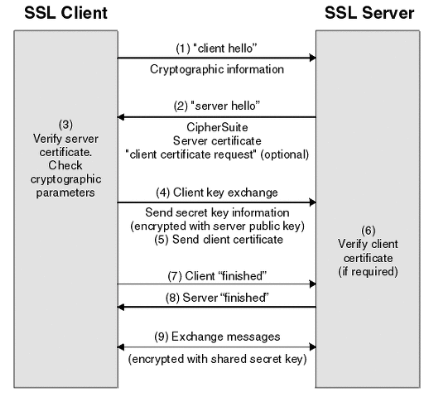 SSL Client
SSL Server
(1) "client hello"
Cryptographic information
(2) "server hello"
CipherSuite
Server certificate
"client certificate request" (optional)
(3)
Verify server
certificate.
Check
cryptographic
parameters
(4) Client key exchange
Send secret key information
(encrypted with server public key)
(5) Send client certificate
(6)
Verify client
certificate
(if required)
(7) Client “finished”
(8) Server “finished”
(9) Exchange messages
(encrypted with shared secret key)